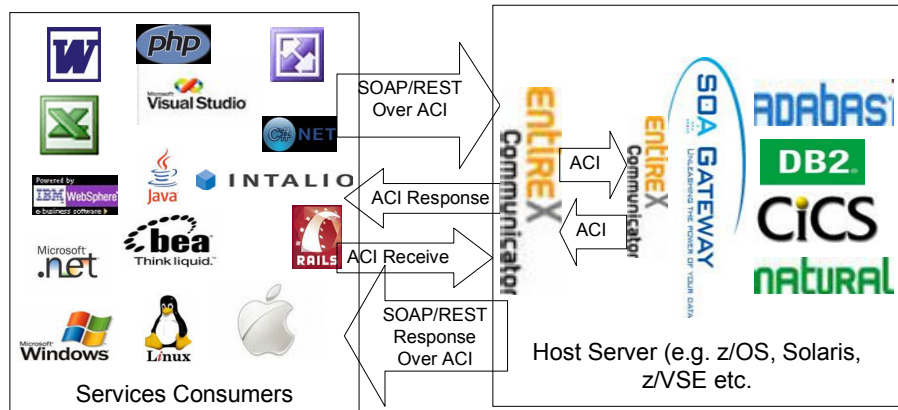 W
php
Microsoft
Visual Studio
X
C#
NET
Powered by
IBM WebSphere
e-business software
Java
INTALIO
Microsoft
.net
bea
Think liquid.
RAILS
Microsoft
Windows
Linux
Services Consumers
SOAP/REST
Over ACI
ACI Response
ACI Receive
SOAP/REST
Response
Over ACI
EntireX
Communicator
ACI
ACI
EntireX
Communicator
SOA GATEWAY
UNLEASHING THE POWER OF YOUR DATA
ADABAS
DB2
CiCS
natural
Host Server (e.g. z/OS, Solaris,
z/VSE etc.